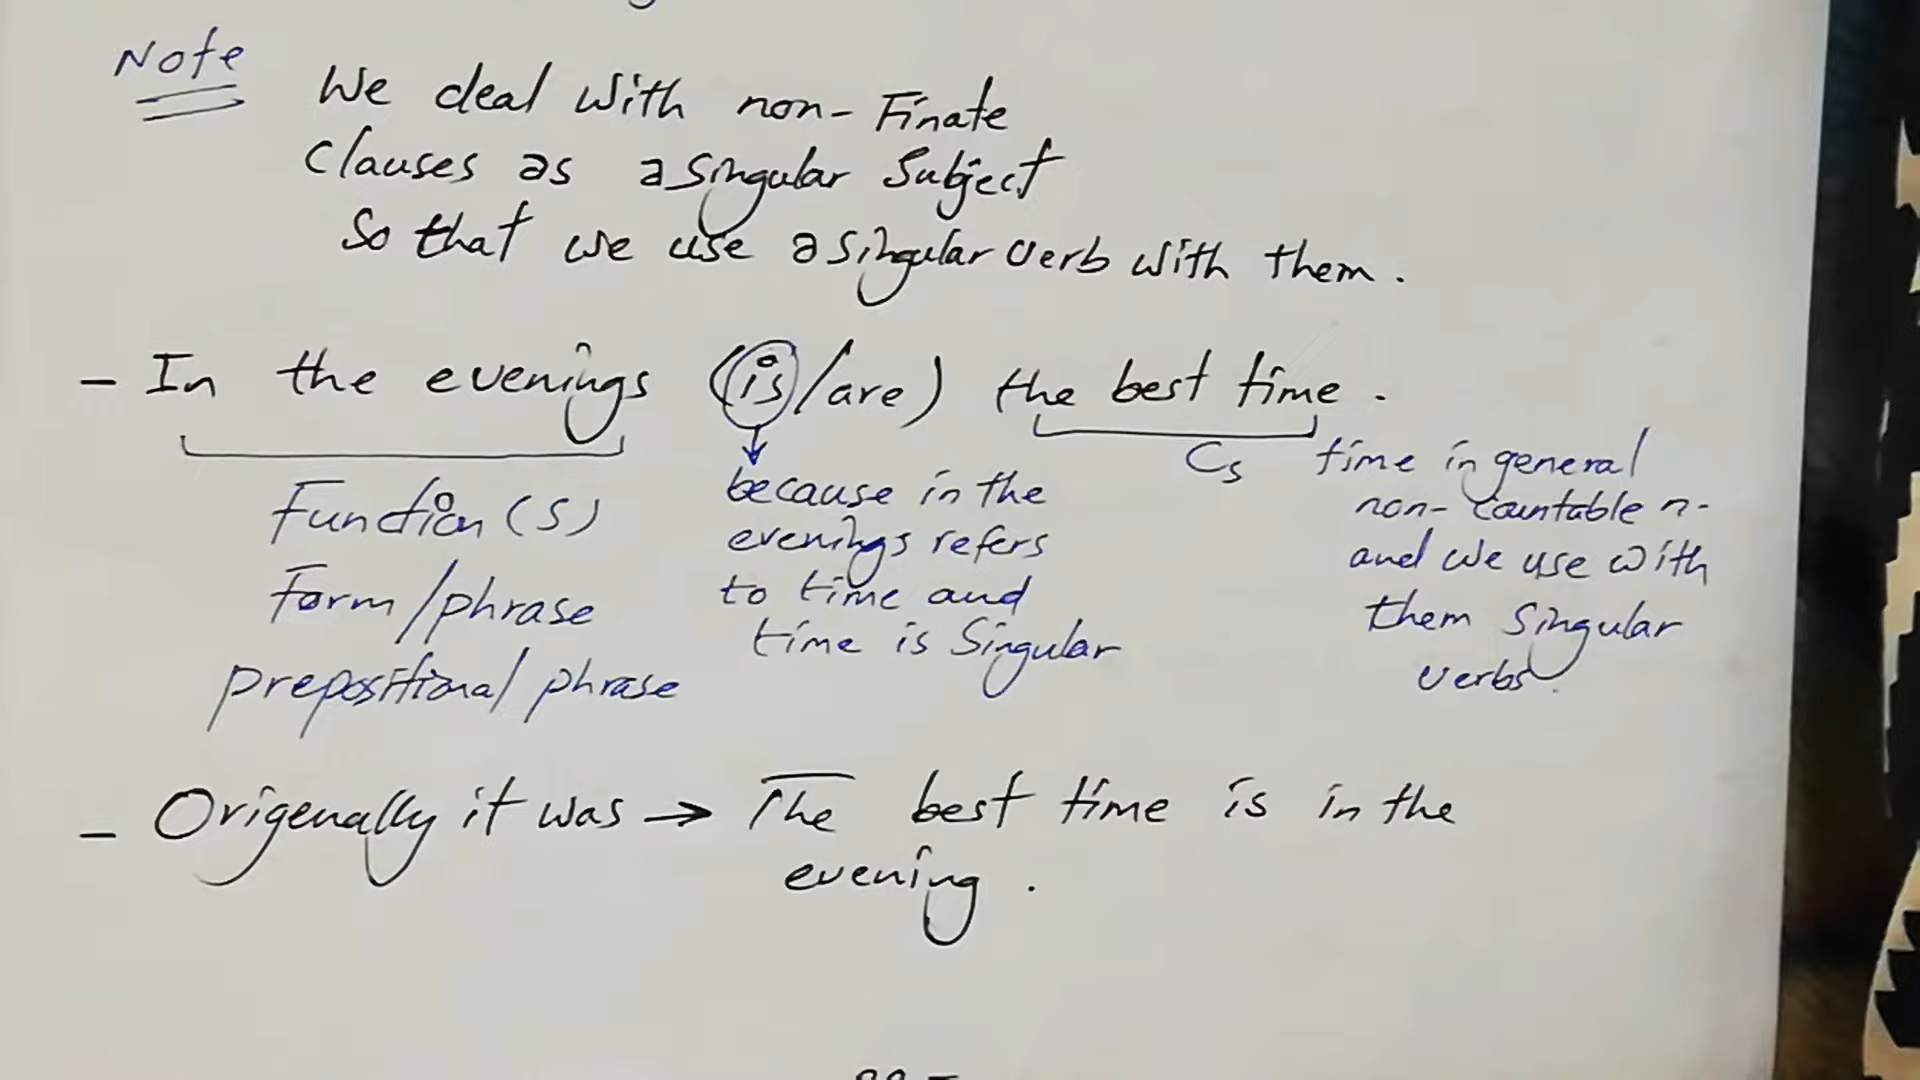 Note
We deal with non-Finate
Clauses as a singular Subject
So that we use a singular verb with them.
- In the evenings (is/are) the best time.
Cs
Function (S)
Form/phrase
prepositional phrase
because in the
evenings refers
to time and
time is Singular
time in general
non-countable n-
and we use with
them singular
verbs.
- Origenally it was → The best time is in the
evening.